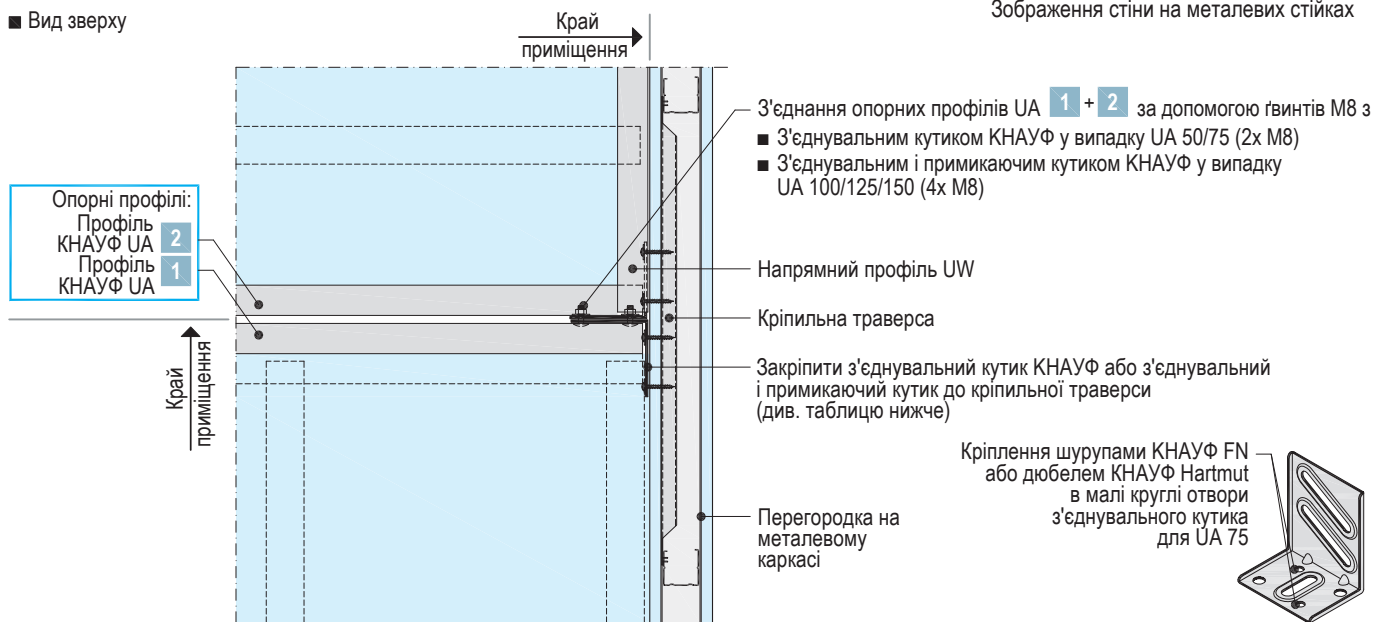 ■ Вид зверху
Край
приміщення
Зображення стіни на металевих стійках
З'єднання опорних профілів UA 1 + 2 за допомогою ґвинтів М8 з
■ З'єднувальним кутиком КНАУФ у випадку UA 50/75 (2x M8)
■ З'єднувальним і примикаючим кутиком КНАУФ у випадку
UA 100/125/150 (4x M8)
Опорні профілі:
Профіль
КНАУФ UA 2
Профіль
КНАУФ UA 1
Напрямний профіль UW
Кріпильна траверса
Край
приміщення
Закріпити з'єднувальний кутик КНАУФ або з'єднувальний
і примикаючий кутик до кріпильної траверси
(див. таблицю нижче)
Кріплення шурупами КНАУФ FN
або дюбелем КНАУФ Hartmut
в малі круглі отвори
з'єднувального кутика
для UA 75
Перегородка на
металевому
каркасі